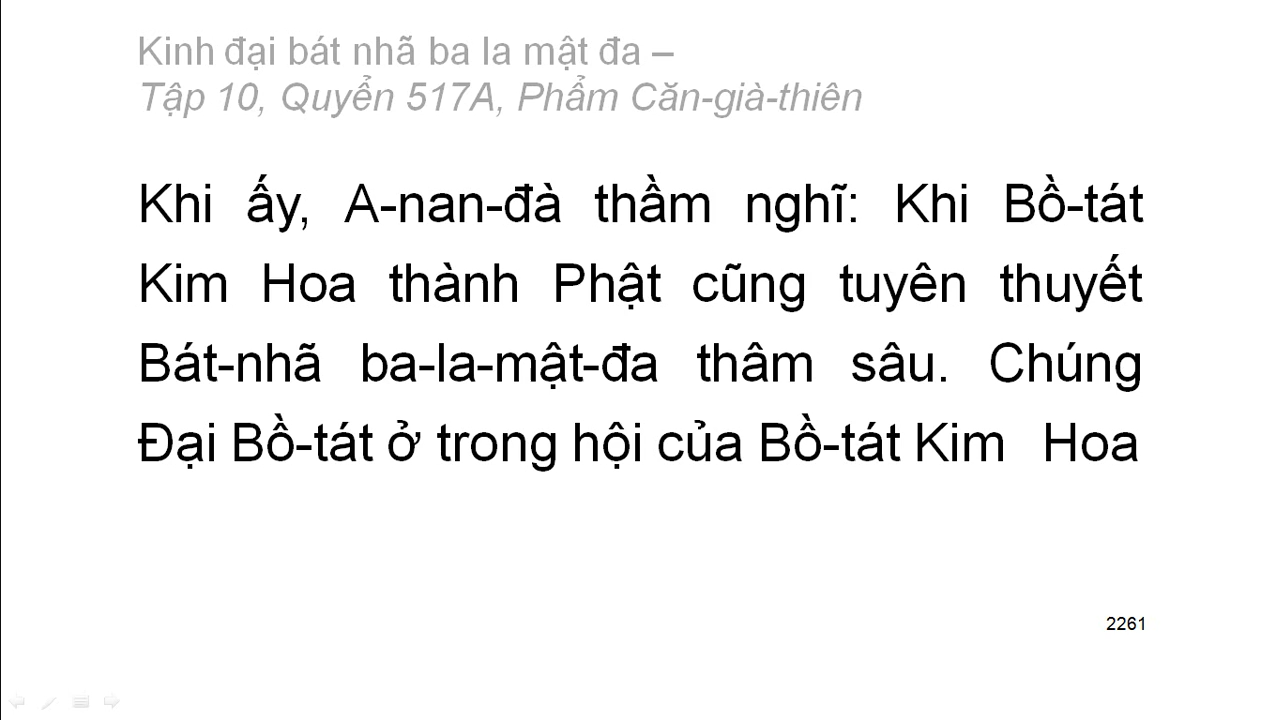 Kinh đại bát nhã ba la mật đa –
Tập 10, Quyển 517A, Phẩm Căn-già-thiên
Khi ấy, A-nan-đà thầm nghĩ: Khi Bồ-tát
Kim Hoa thành Phật cũng tuyên thuyết
Bát-nhã ba-la-mật-đa thâm sâu. Chúng
Đại Bồ-tát ở trong hội của Bồ-tát Kim Hoa
2261